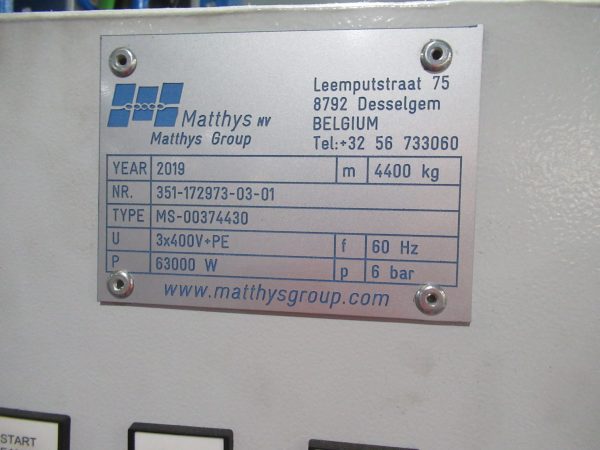 Matthys NV
Matthys Group
Leemputstraat 75
8792 Desselgem
BELGIUM
Tel:+32 56 733060
YEAR 2019 m 4400 kg
NR. 351-172973-03-01
TYPE MS-00374430
U 3x400V+PE f 60 Hz
P 63000 W p 6 bar
www.matthysgroup.com
START